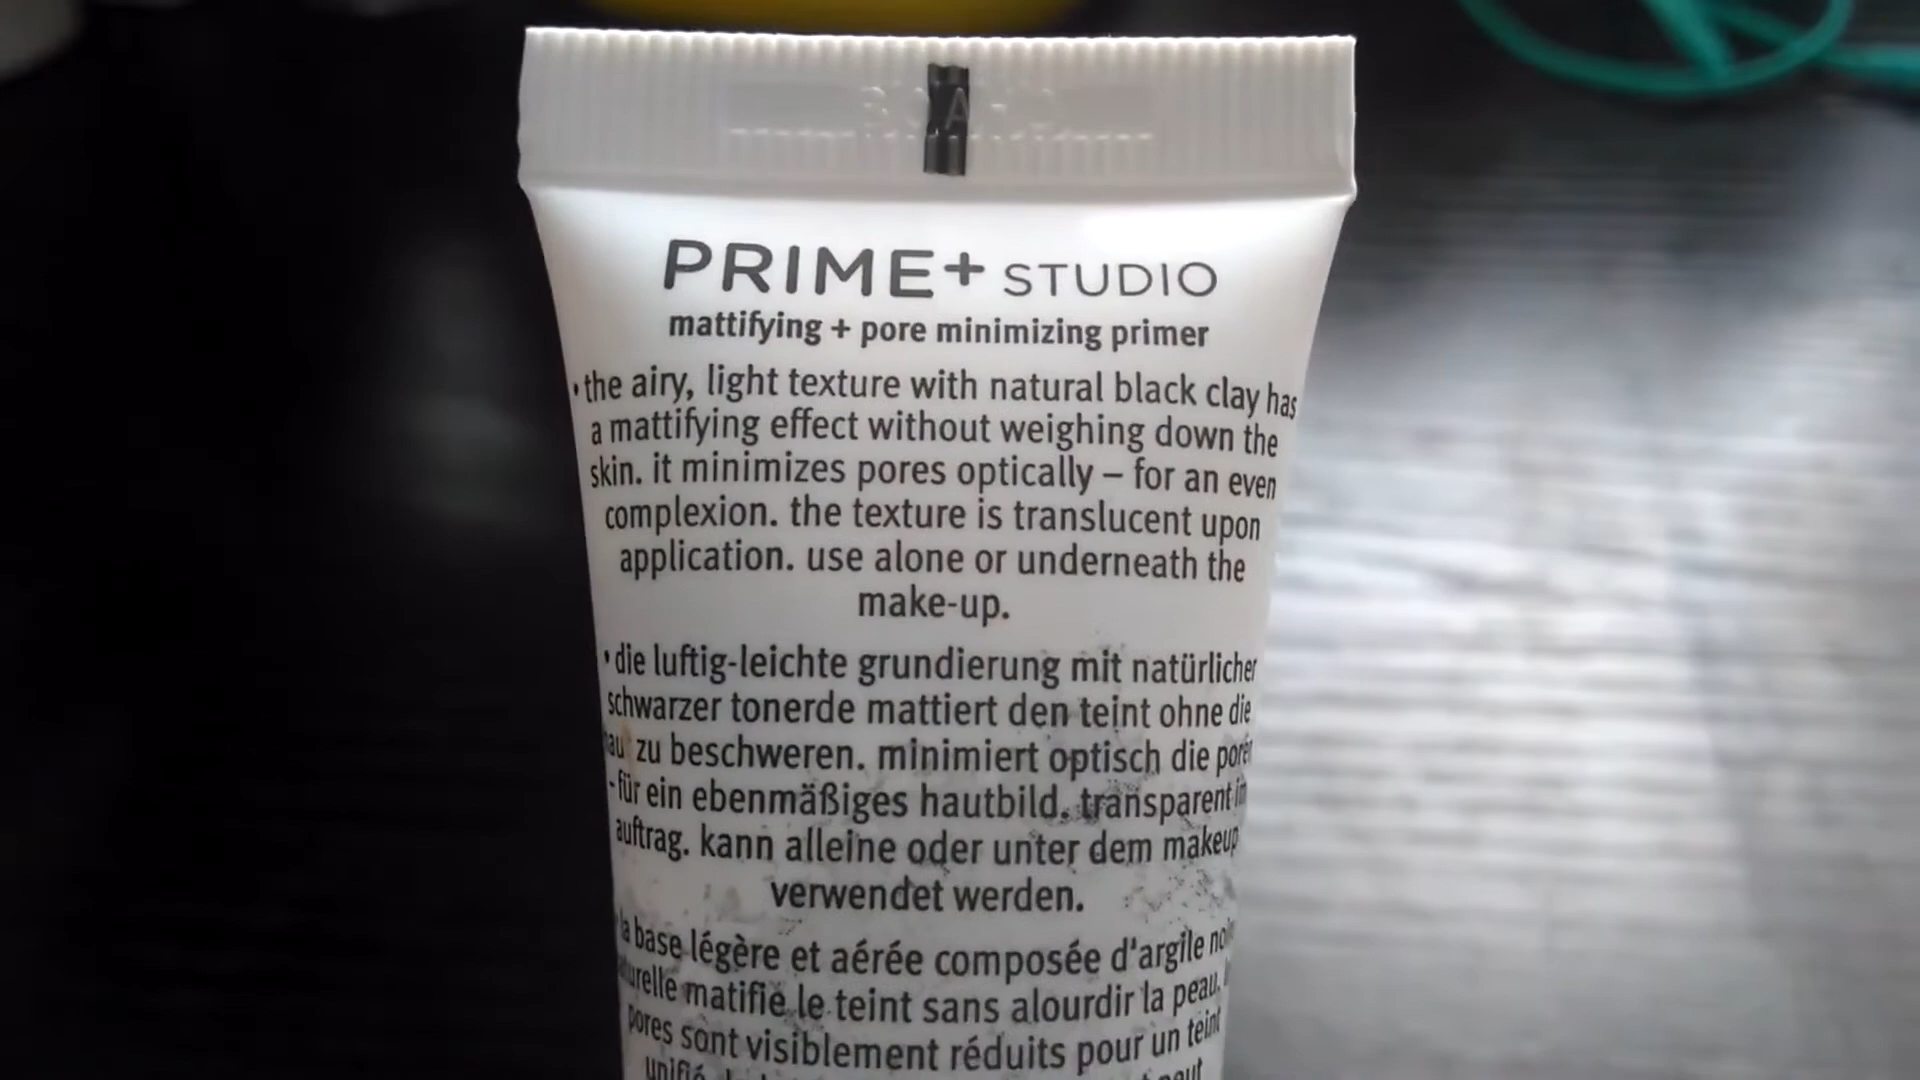 PRIME+ STUDIO
mattifying + pore minimizing primer
•the airy, light texture with natural black clay has
a mattifying effect without weighing down the
skin. it minimizes pores optically – for an even
complexion. the texture is translucent upon
application. use alone or underneath the
make-up.
•die luftig-leichte grundierung mit natürlicher
schwarzer tonerde mattiert den teint ohne die
zu beschweren. minimiert optisch die poren
-für ein ebenmäßiges hautbild. transparent
auftrag. kann alleine oder unter dem makeup
verwendet werden.
la base légère et aérée composée d'argile
matifie le teint sans alourdir la peau.
pores sont visiblement réduits pour un teint